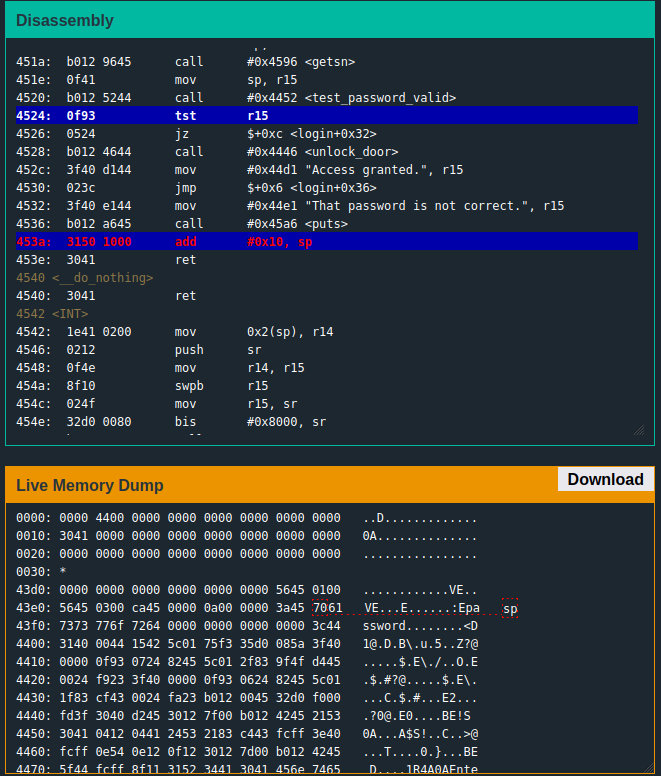 Disassembly
451a:  b012 9645      call      #0x4596 <getsn>
451e:  0f41           mov       sp, r15
4520:  b012 5244      call      #0x4452 <test_password_valid>
4524:  0f93           tst       r15
4526:  0524           jz        $+0xc <login+0x32>
4528:  b012 4644      call      #0x4446 <unlock_door>
452c:  3f40 d144      mov       #0x44d1 "Access granted.", r15
4530:  023c           jmp       $+0x6 <login+0x36>
4532:  3f40 e144      mov       #0x44e1 "That password is not correct.", r15
4536:  b012 a645      call      #0x45a6 <puts>
453a:  3150 1000      add       #0x10, sp
453e:  3041           ret
4540 <__do_nothing>
4540:  3041           ret
4542 <INT>
4542:  1e41 0200      mov       0x2(sp), r14
4546:  0212           push      sr
4548:  0f4e           mov       r14, r15
454a:  8f10           swpb      r15
454c:  024f           mov       r15, sr
454e:  32d0 0080      bis       #0x8000, sr
Live Memory Dump Download
0000: 0000 4400 0000 0000 0000 0000 0000 0000   ..D.............
0010: 3041 0000 0000 0000 0000 0000 0000 0000   0A..............
0020: 0000 0000 0000 0000 0000 0000 0000 0000   ................
0030: *
43d0: 0000 0000 0000 0000 0000 0000 5645 0100   ............VE..
43e0: 5645 0300 ca45 0000 0a00 0000 3a45 7061   VE...E......:Epa sp
43f0: 7373 776f 7264 0000 0000 0000 0000 3c44   ssword........<D
4400: 3140 0044 1542 5c01 75f3 35d0 085a 3f40   1@.D.B\.u.5..Z?@
4410: 0000 0f93 0724 8245 5c01 2f83 9f4f d445   .....$.E\./..O.E
4420: 0024 f923 3f40 0000 0f93 0624 8245 5c01   .$.#?@.....$.E\.
4430: 1f83 cf43 0024 fa23 b012 0045 32d0 f000   ...C.$.#...E2...
4440: fd3f 3040 d245 3012 7f00 b012 4245 2153   .?0@.E0....BE!S
4450: 3041 0412 0441 2453 2183 c443 fcff 3e40   0A...A$S!..C..>@
4460: fcff 0e54 0e12 0f12 3012 7d00 b012 4245   ...T....0.}...BE
4470: 5f44 fcff 8f11 3152 3441 3041 456e 7465   _D....1R4A0AEnte